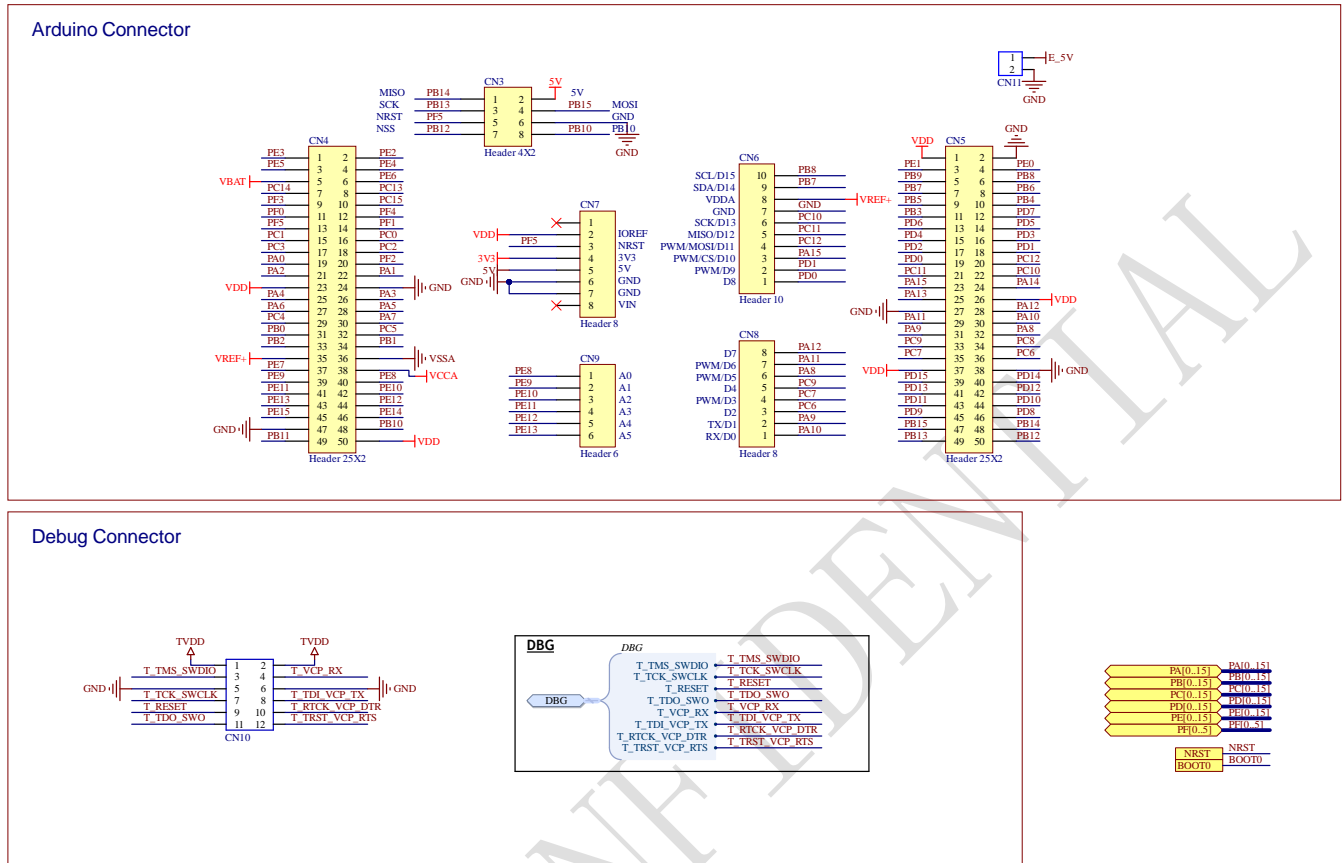 Arduino Connector
CN11
1 E_5V
2
GND
CN3
5V
MISO PB14 1 2 5V
SCK PB13 3 4 PB15 MOSI
NRST PF5 5 6 GND
NSS PB12 7 8 PB10 PB10
Header 4X2
GND
CN4
PE3 1 2 PE2
PE5 3 4 PE4
VBAT 5 6 PE6
PC14 7 8 PC13
PF3 9 10 PC15
PF0 11 12 PF4
PF5 13 14 PF1
PC1 15 16 PC0
PC3 17 18 PC2
PA0 19 20 PF2
PA2 21 22 PA1
VDD 23 24 GND
PA4 25 26 PA3
PA6 27 28 PA5
PC4 29 30 PA7
PB0 31 32 PC5
PB2 33 34 PB1
VREF+ 35 36 VSSA
PE7 37 38 VCCA
PE9 39 40 PE8
PE11 41 42 PE10
PE13 43 44 PE12
PE15 45 46 PE14
GND 47 48 PB10
PB11 49 50 VDD
Header 25X2
CN7
1
VDD 2 IOREF
PF5 3 NRST
3V3 4 3V3
5V 5 5V
GND 6 GND
7 GND
8 VIN
Header 8
CN9
PE8 1 A0
PE9 2 A1
PE10 3 A2
PE11 4 A3
PE12 5 A4
PE13 6 A5
Header 6
CN6
SCL/D15 10 PB8
SDA/D14 9 PB7
VDDA 8 VREF+
GND 7 GND
SCK/D13 6 PC10
MISO/D12 5 PC11
PWM/MOSI/D11 4 PC12
PWM/CS/D10 3 PA15
PWM/D9 2 PD1
D8 1 PD0
Header 10
CN8
D7 8 PA12
PWM/D6 7 PA11
PWM/D5 6 PA8
D4 5 PC9
PWM/D3 4 PC7
D2 3 PC6
TX/D1 2 PA9
RX/D0 1 PA10
Header 8
GND
VDD CN5
1 2
PE1 3 4 PE0
PB9 5 6 PB8
PB7 7 8 PB6
PB5 9 10 PB4
PB3 11 12 PD7
PD6 13 14 PD5
PD4 15 16 PD3
PD2 17 18 PD1
PD0 19 20 PC12
PC11 21 22 PC10
PA15 23 24 PA14
PA13 25 26 VDD
GND 27 28 PA12
PA11 29 30 PA10
PA9 31 32 PA8
PC9 33 34 PC8
PC7 35 36 PC6
VDD 37 38 GND
PD15 39 40 PD14
PD13 41 42 PD12
PD11 43 44 PD10
PD9 45 46 PD8
PB15 47 48 PB14
PB13 49 50 PB12
Header 25X2
Debug Connector
TVDD TVDD
1 2
T_TMS_SWDIO 3 4 T_VCP_RX
GND 5 6 GND
T_TCK_SWCLK 7 8 T_TDI_VCP_TX
T_RESET 9 10 T_RTCK_VCP_DTR
T_TDO_SWO 11 12 T_TRST_VCP_RTS
CN10
DBG
DBG
DBG
T_TMS_SWDIO T_TMS_SWDIO
T_TCK_SWCLK T_TCK_SWCLK
T_RESET T_RESET
T_TDO_SWO T_TDO_SWO
T_VCP_RX T_VCP_RX
T_TDI_VCP_TX T_TDI_VCP_TX
T_RTCK_VCP_DTR T_RTCK_VCP_DTR
T_TRST_VCP_RTS T_TRST_VCP_RTS
PA[0..15] PA[0..15]
PB[0..15] PB[0..15]
PC[0..15] PC[0..15]
PD[0..15] PD[0..15]
PE[0..15] PE[0..15]
PF[0..5] PF[0..5]
NRST NRST
BOOT0 BOOT0
NFIDENTIAL